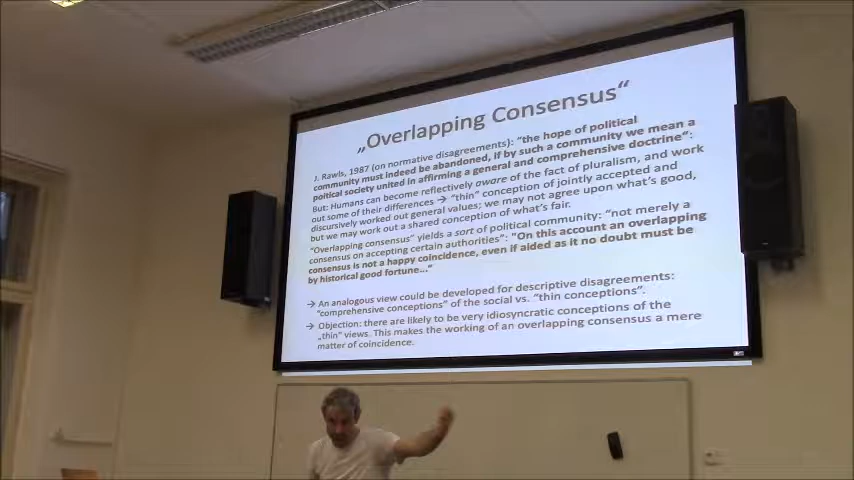 „Overlapping Consensus“
J. Rawls, 1987 (on normative disagreements): “the hope of political
community must indeed be abandoned, if by such a community we mean a
political society united in affirming a general and comprehensive doctrine“.
But: Humans can become reflectively aware of the fact of pluralism, and work
out some of their differences → “thin” conception of jointly accepted and
discursively worked out general values; we may not agree upon what’s good,
but we may work out a shared conception of what’s fair.
“Overlapping consensus“ yields a sort of political community: “not merely a
consensus on accepting certain authorities“: “On this account an overlapping
consensus is not a happy coincidence, even if aided as it no doubt must be
by historical good fortune...“
→ An analogous view could be developed for descriptive disagreements:
“comprehensive conceptions” of the social vs. “thin conceptions”.
→ Objection: there are likely to be very idiosyncratic conceptions of the
„thin“ views. This makes the working of an overlapping consensus a mere
matter of coincidence.